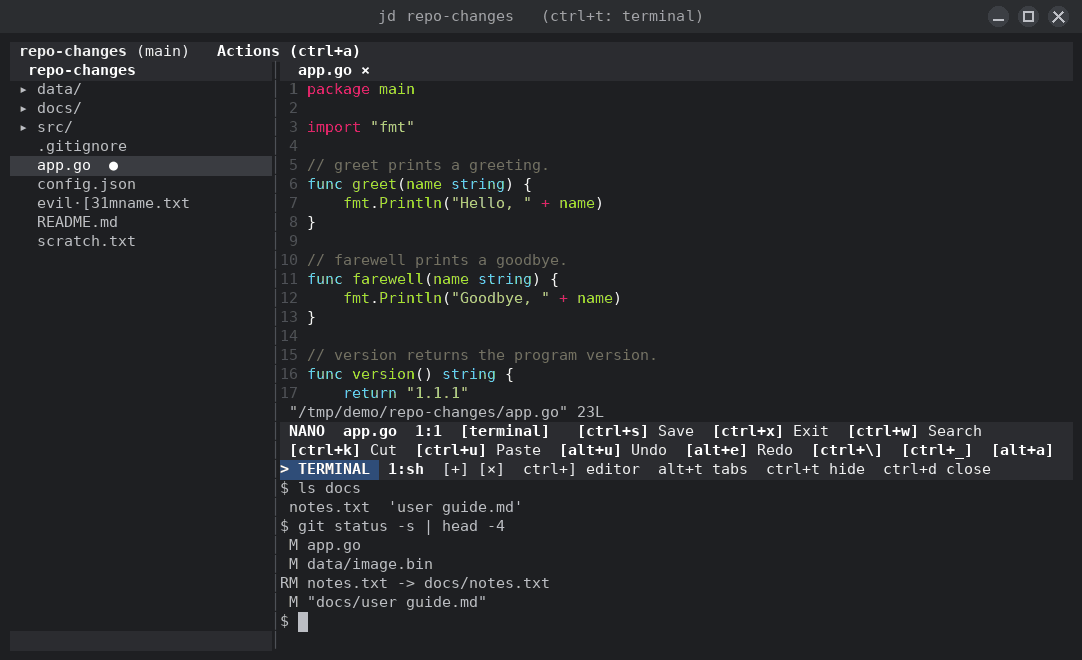 jd repo-changes   (ctrl+t: terminal)
repo-changes (main)   Actions (ctrl+a)
repo-changes
▸ data/
▸ docs/
▸ src/
.gitignore
app.go  ●
config.json
evil·[31mname.txt
README.md
scratch.txt
app.go ×
1 package main
2
3 import "fmt"
4
5 // greet prints a greeting.
6 func greet(name string) {
7     fmt.Println("Hello, " + name)
8 }
9
10 // farewell prints a goodbye.
11 func farewell(name string) {
12     fmt.Println("Goodbye, " + name)
13 }
14
15 // version returns the program version.
16 func version() string {
17     return "1.1.1"
"/tmp/demo/repo-changes/app.go" 23L
NANO  app.go  1:1  [terminal]   [ctrl+s] Save  [ctrl+x] Exit  [ctrl+w] Search
[ctrl+k] Cut  [ctrl+u] Paste  [alt+u] Undo  [alt+e] Redo  [ctrl+\]  [ctrl+_]  [alt+a]
> TERMINAL  1:sh  [+] [×]  ctrl+] editor  alt+t tabs  ctrl+t hide  ctrl+d close
$ ls docs
notes.txt  'user guide.md'
$ git status -s | head -4
 M app.go
 M data/image.bin
RM notes.txt -> docs/notes.txt
 M "docs/user guide.md"
$